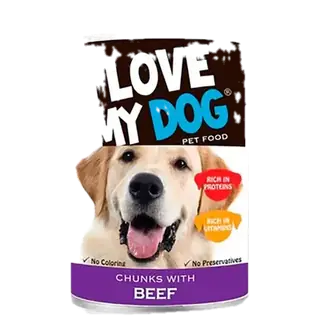 LOVE
MY DOG®
PET FOOD
RICH IN
PROTEINS
RICH IN
VITAMINS
✓ No Coloring
✓ No Preservatives
CHUNKS WITH
BEEF